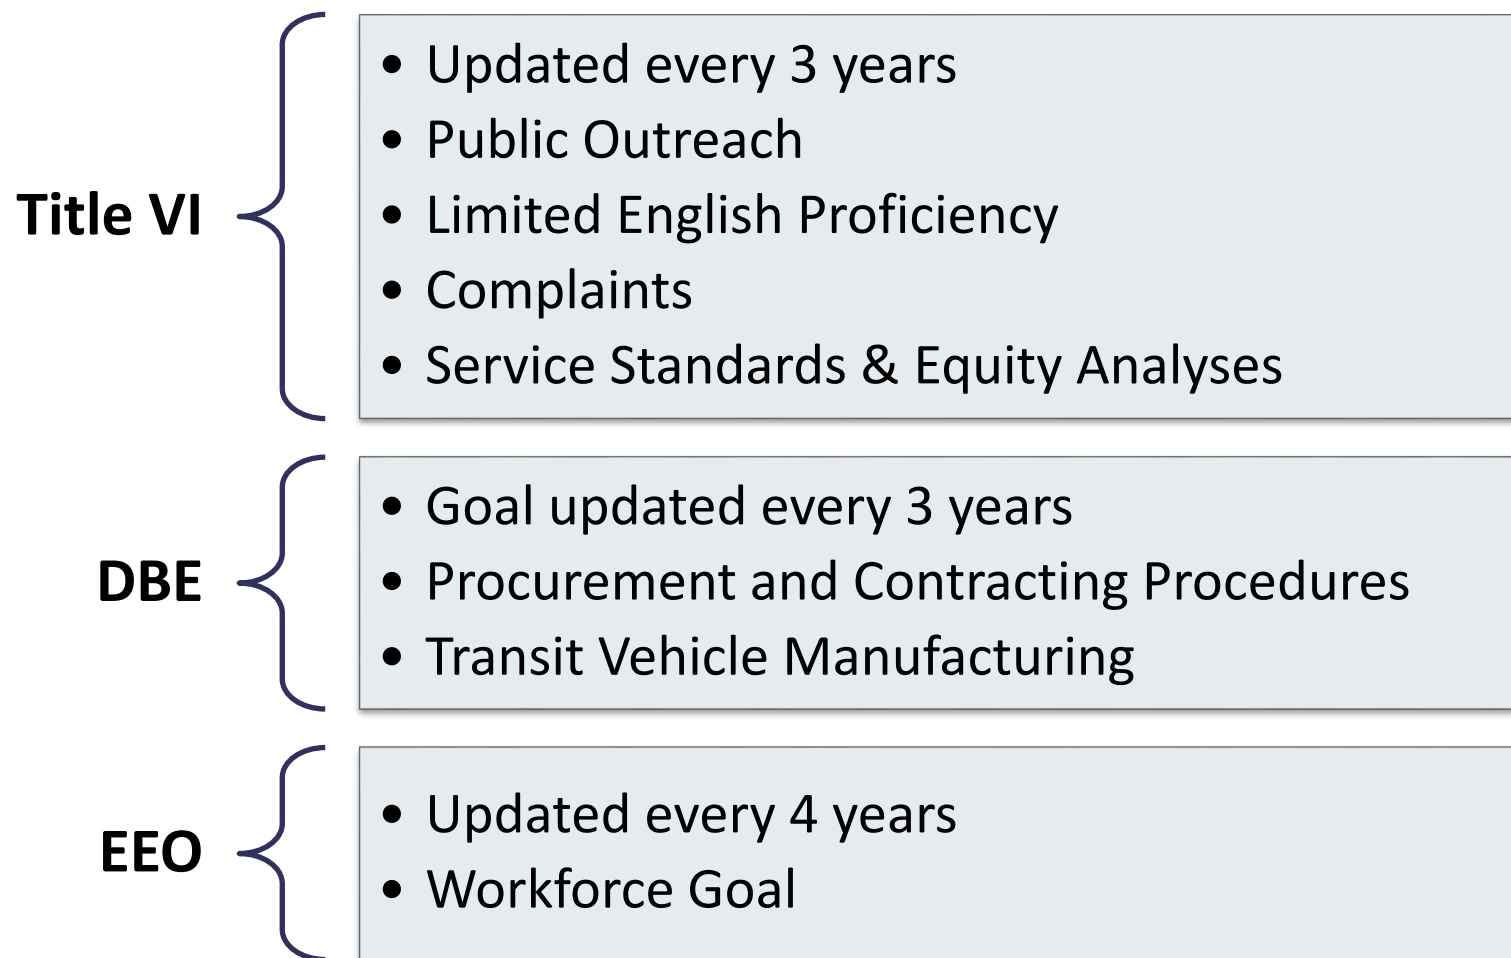 Title VI
• Updated every 3 years
• Public Outreach
• Limited English Proficiency
• Complaints
• Service Standards & Equity Analyses
DBE
• Goal updated every 3 years
• Procurement and Contracting Procedures
• Transit Vehicle Manufacturing
EEO
• Updated every 4 years
• Workforce Goal